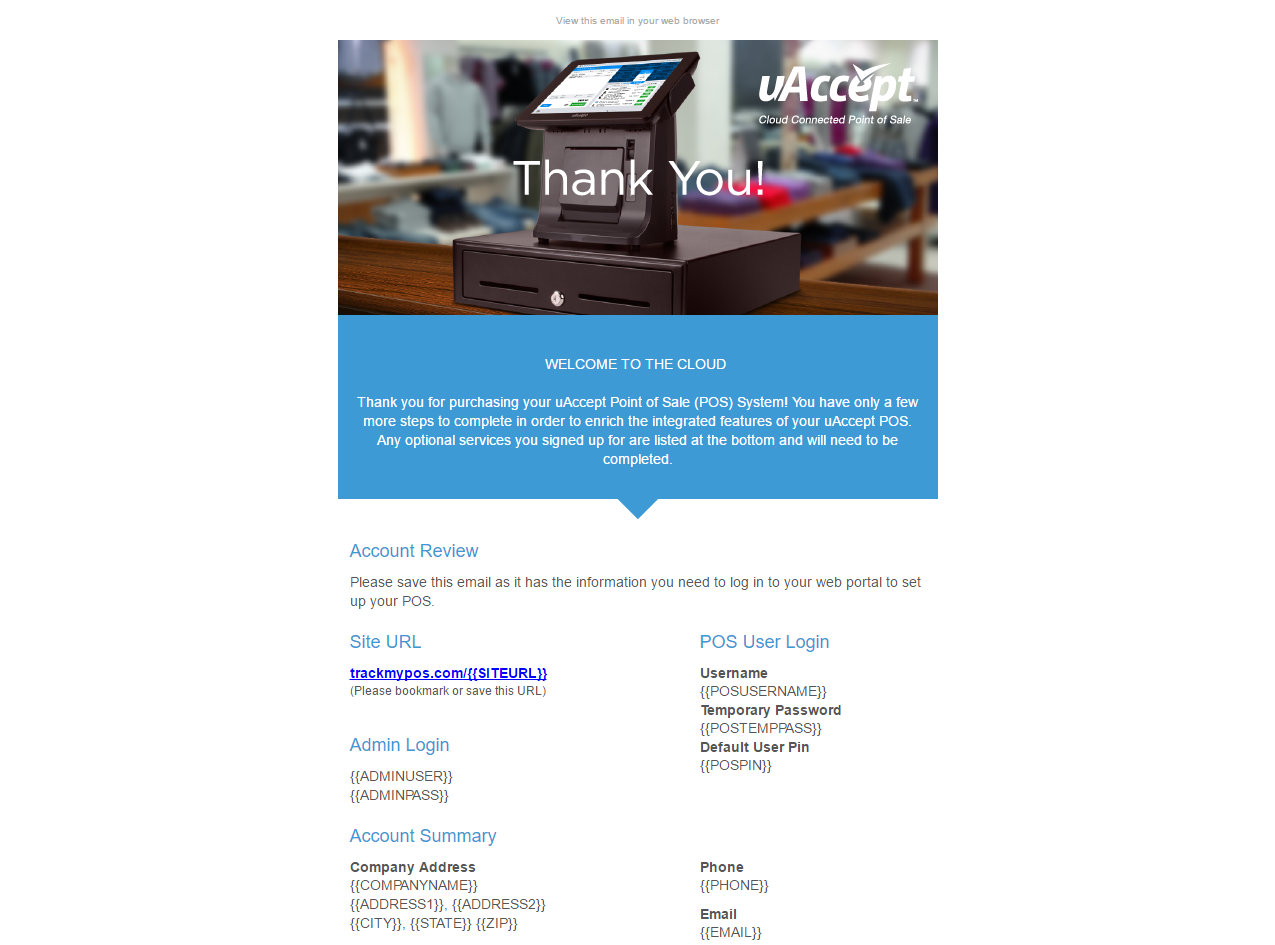 View this email in your web browser
uAccept
Cloud Connected Point of Sale
Thank You!
WELCOME TO THE CLOUD
Thank you for purchasing your uAccept Point of Sale (POS) System! You have only a few
more steps to complete in order to enrich the integrated features of your uAccept POS.
Any optional services you signed up for are listed at the bottom and will need to be
completed.
Account Review
Please save this email as it has the information you need to log in to your web portal to set
up your POS.
Site URL
trackmypos.com/{{SITEURL}}
(Please bookmark or save this URL)
Admin Login
{{ADMINUSER}}
{{ADMINPASS}}
POS User Login
Username
{{POSUSERNAME}}
Temporary Password
{{POSTEMPPASS}}
Default User Pin
{{POSPIN}}
Account Summary
Company Address
{{COMPANYNAME}}
{{ADDRESS1}}, {{ADDRESS2}}
{{CITY}}, {{STATE}} {{ZIP}}
Phone
{{PHONE}}
Email
{{EMAIL}}